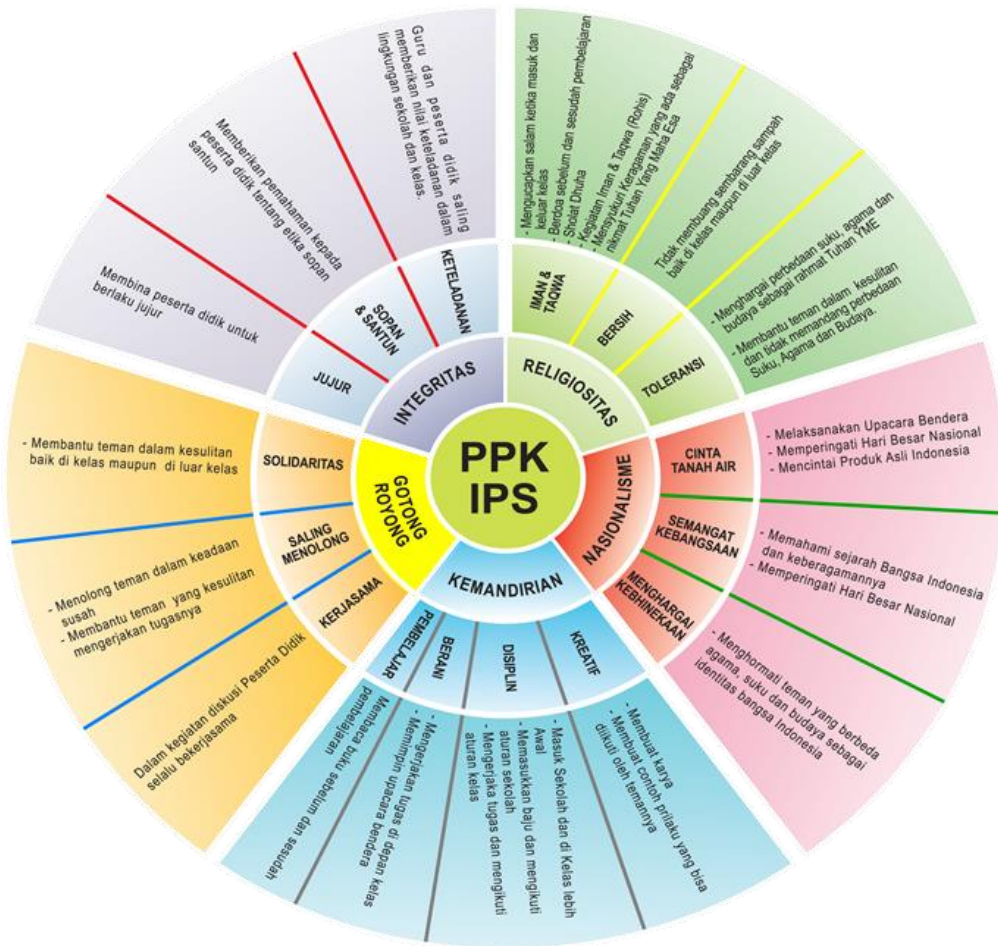 PPK
IPS
RELIGIOSITAS
IMAN &
TAQWA
- Mengucapkan salam ketika masuk dan
keluar kelas
- Berdoa sebelum dan sesudah pembelajaran
- Sholat Dhuha
- Kegiatan Iman & Taqwa (Rohis)
- Mensyukuri Keragaman yang ada sebagai
nikmat Tuhan Yang Maha Esa
BERSIH
Tidak membuang sembarang sampah
baik di kelas maupun di luar kelas
TOLERANSI
- Menghargai perbedaan suku, agama dan
budaya sebagai rahmat Tuhan YME
- Membantu teman dalam kesulitan
dan tidak memandang perbedaan
Suku, Agama dan Budaya.
NASIONALISME
CINTA
TANAH AIR
- Melaksanakan Upacara Bendera
- Memperingati Hari Besar Nasional
- Mencintai Produk Asli Indonesia
SEMANGAT
KEBANGSAAN
- Memahami sejarah Bangsa Indonesia
dan keberagamannya
- Memperingati Hari Besar Nasional
MENGHARGAI
KEBHINEKAAN
- Menghormati teman yang berbeda
agama, suku dan budaya sebagai
identitas bangsa Indonesia
KEMANDIRIAN
KREATIF
- Membuat karya
- Membuat contoh prilaku yang bisa
diikuti oleh temannya
DISIPLIN
- Masuk Sekolah dan di Kelas lebih
Awal
- Memasukkan baju dan mengikuti
aturan sekolah
- Mengerjaka tugas dan mengikuti
aturan kelas
BERANI
- Mengerjakan tugas di depan kelas
- Memimpin upacara bendera
PEMBELAJAR
Membaca buku sebelum dan sesudah
pembelajaran
GOTONG
ROYONG
KERJASAMA
Dalam kegiatan diskusi Peserta Didik
selalu bekerjasama
SALING
MENOLONG
- Menolong teman dalam keadaan
susah
- Membantu teman yang kesulitan
mengerjakan tugasnya
SOLIDARITAS
- Membantu teman dalam kesulitan
baik di kelas maupun di luar kelas
INTEGRITAS
JUJUR
Membina peserta didik untuk
berlaku jujur
SOPAN
& SANTUN
Memberikan pemahaman kepada
peserta didik tentang etika sopan
santun
KETELADANAN
Guru dan peserta didik saling
memberikan nilai keteladanan dalam
lingkungan sekolah dan kelas.